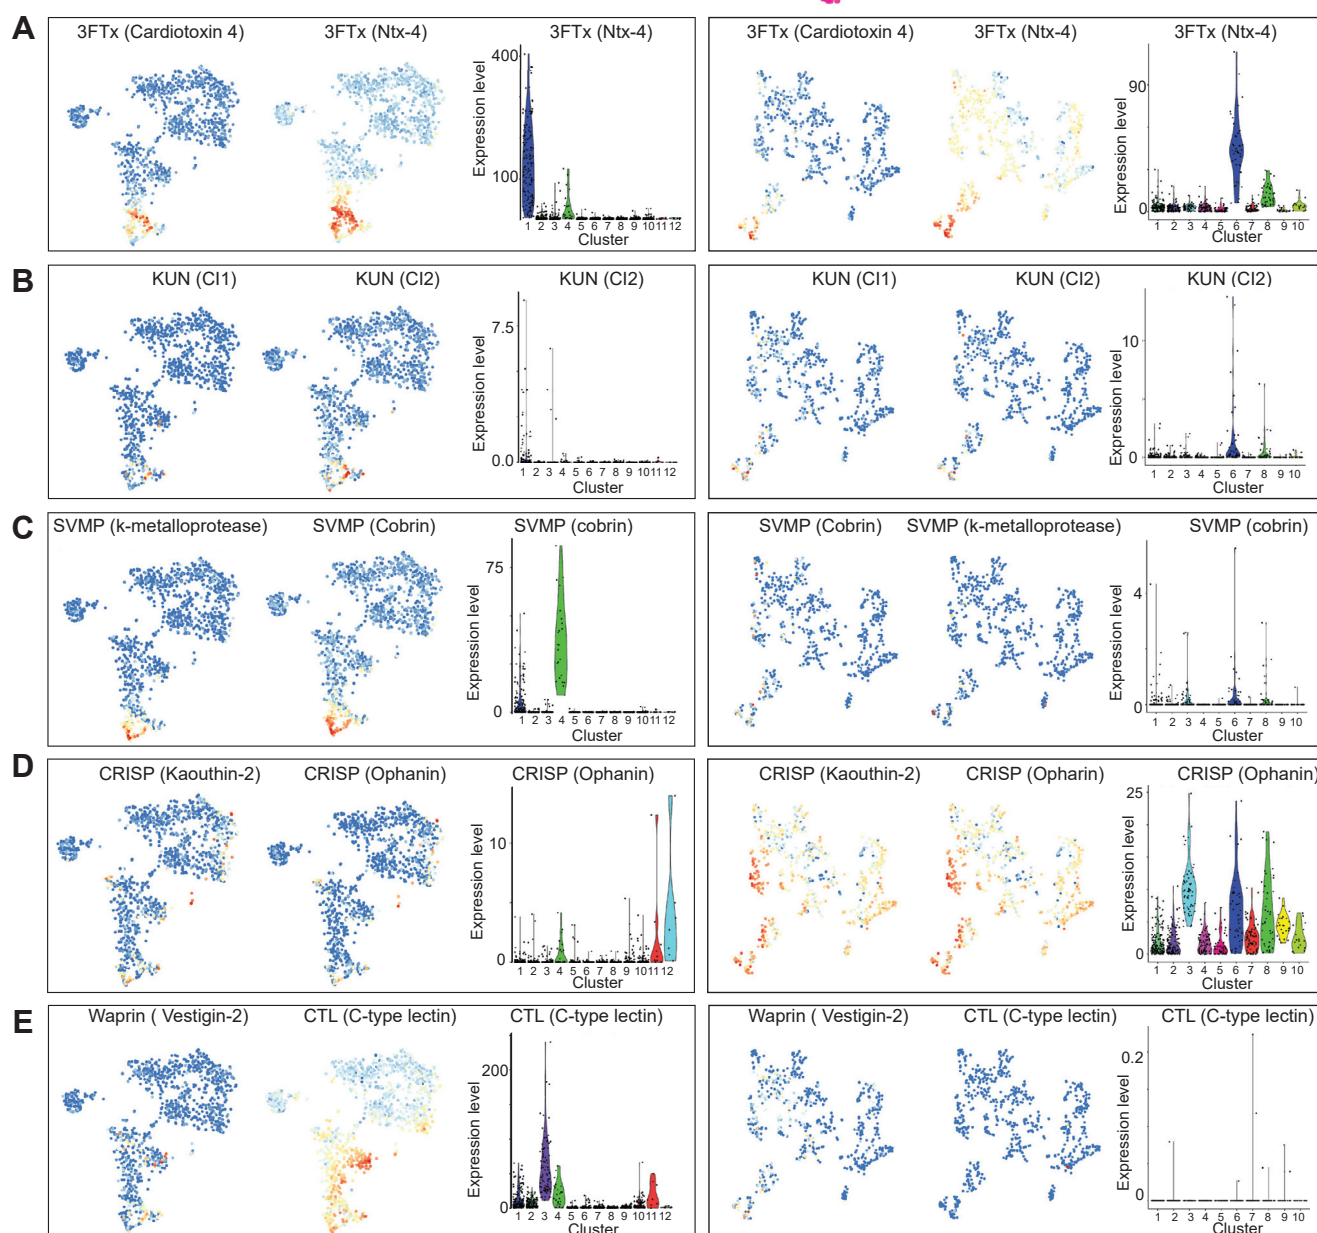 A
3FTx (Cardiotoxin 4)
3FTx (Ntx-4)
3FTx (Ntx-4)
Expression level
400
100
1 2 3 4 5 6 7 8 9 10 11 12
Cluster
3FTx (Cardiotoxin 4)
3FTx (Ntx-4)
3FTx (Ntx-4)
Expression level
90
0
1 2 3 4 5 6 7 8 9 10
Cluster
B
KUN (CI1)
KUN (CI2)
KUN (CI2)
Expression level
7.5
0.0
1 2 3 4 5 6 7 8 9 10 11 12
Cluster
KUN (CI1)
KUN (CI2)
KUN (CI2)
Expression level
10
0
1 2 3 4 5 6 7 8 9 10
Cluster
C
SVMP (k-metalloprotease)
SVMP (Cobrin)
SVMP (cobrin)
Expression level
75
0
1 2 3 4 5 6 7 8 9 10 11 12
Cluster
SVMP (Cobrin)
SVMP (k-metalloprotease)
SVMP (cobrin)
Expression level
4
0
1 2 3 4 5 6 7 8 9 10
Cluster
D
CRISP (Kaouthin-2)
CRISP (Ophanin)
CRISP (Ophanin)
Expression level
10
0
1 2 3 4 5 6 7 8 9 10 11 12
Cluster
CRISP (Kaouthin-2)
CRISP (Opharin)
CRISP (Ophanin)
Expression level
25
0
1 2 3 4 5 6 7 8 9 10
Cluster
E
Waprin ( Vestigin-2)
CTL (C-type lectin)
CTL (C-type lectin)
Expression level
200
0
1 2 3 4 5 6 7 8 9 10 11 12
Cluster
Waprin ( Vestigin-2)
CTL (C-type lectin)
CTL (C-type lectin)
Expression level
0.2
0
1 2 3 4 5 6 7 8 9 10
Cluster